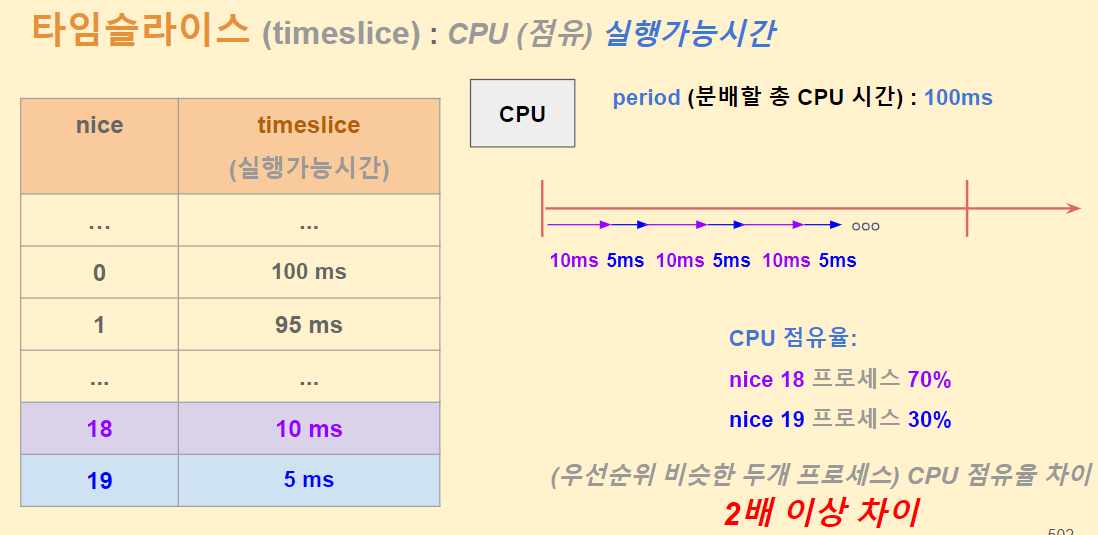 타임슬라이스 (timeslice) : CPU (점유) 실행가능시간
CPU
period (분배할 총 CPU 시간) : 100ms
nice timeslice
(실행가능시간)
... ...
0 100 ms
1 95 ms
... ...
18 10 ms
19 5 ms
10ms 5ms 10ms 5ms 10ms 5ms
CPU 점유율:
nice 18 프로세스 70%
nice 19 프로세스 30%
(우선순위 비슷한 두개 프로세스) CPU 점유율 차이
2배 이상 차이